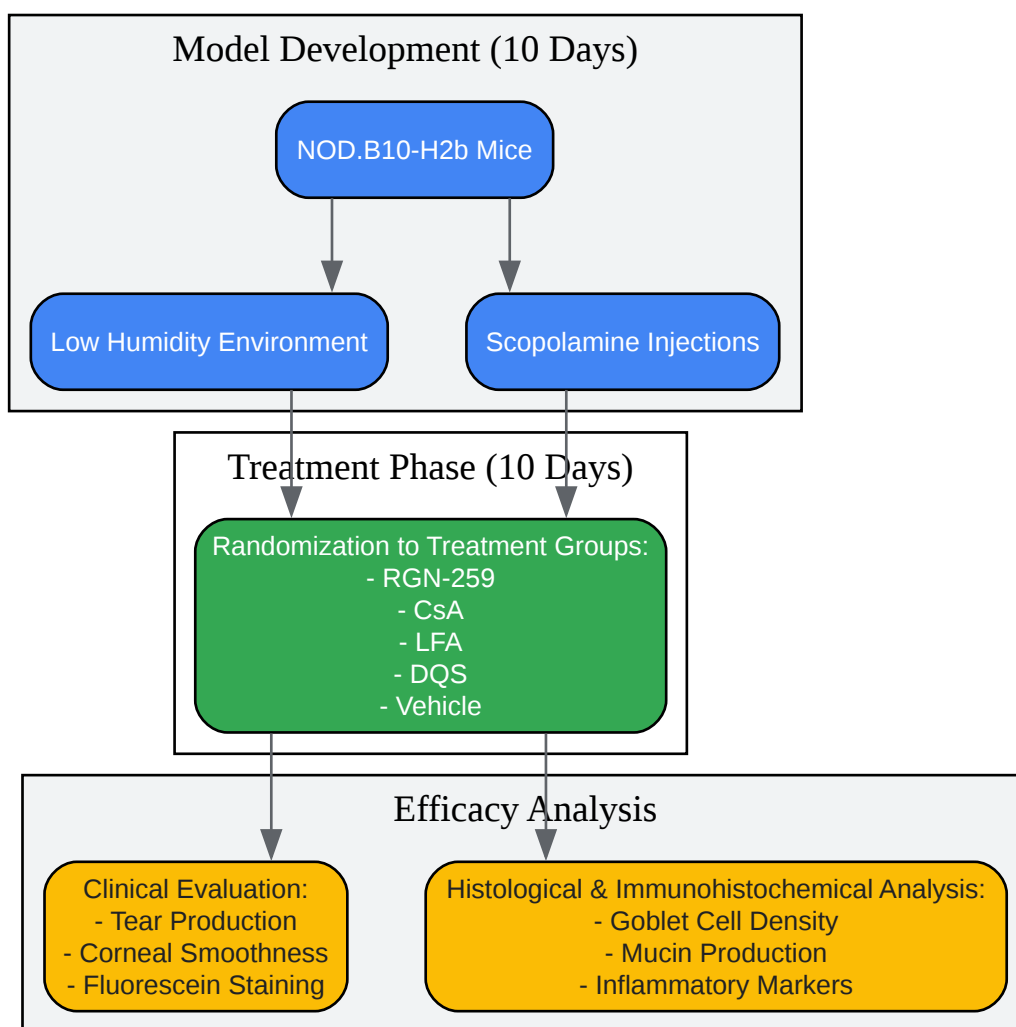 Model Development (10 Days)
NOD.B10-H2b Mice
Low Humidity Environment
Scopolamine Injections
Treatment Phase (10 Days)
Randomization to Treatment Groups:
- RGN-259
- CsA
- LFA
- DQS
- Vehicle
Efficacy Analysis
Clinical Evaluation:
- Tear Production
- Corneal Smoothness
- Fluorescein Staining
Histological & Immunohistochemical Analysis:
- Goblet Cell Density
- Mucin Production
- Inflammatory Markers